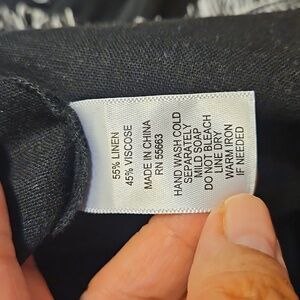 55% LINEN
45% VISCOSE
MADE IN CHINA
RN 55663
HAND WASH COLD
SEPARATELY
MILD SOAP
DO NOT BLEACH
LINE DRY
WARM IRON
IF NEEDED